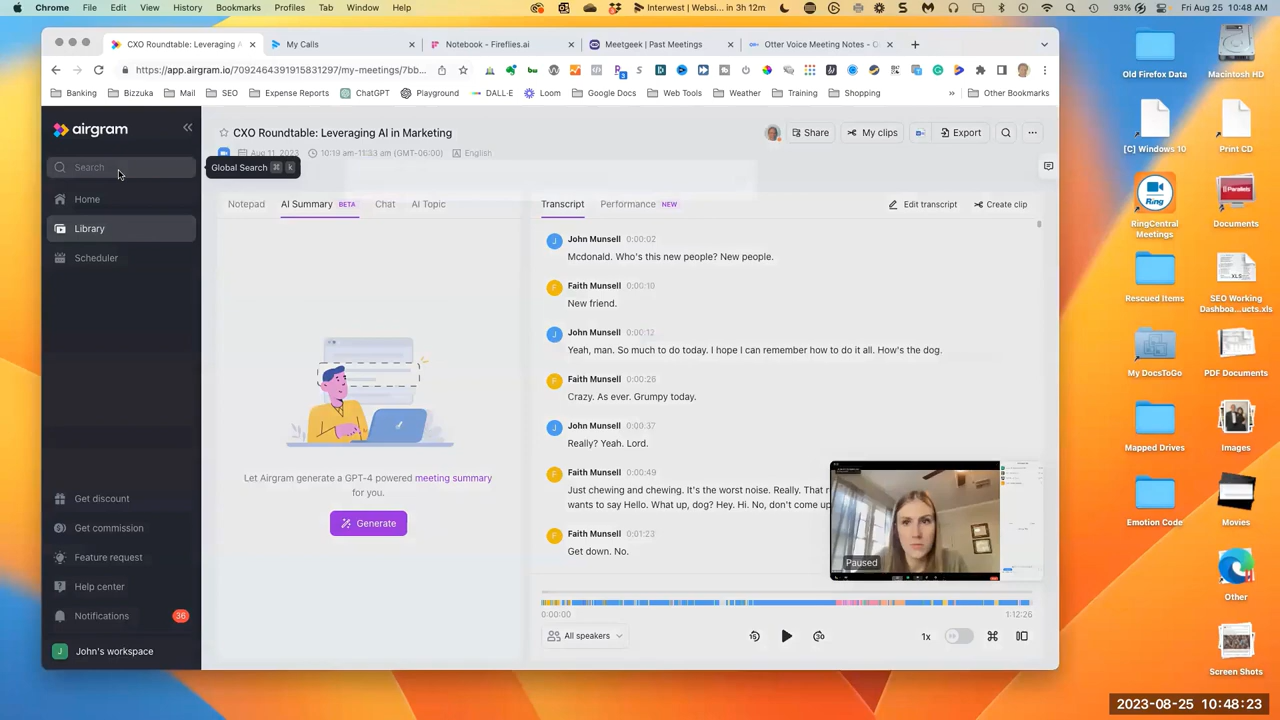 Chrome File Edit View History Bookmarks Profiles Tab Window Help
Interwest | Websi... in 3h 12m
93%
Fri Aug 25 10:48 AM
CXO Roundtable: Leveraging A
My Calls
Notebook - Fireflies.ai
Meetgeek | Past Meetings
Otter Voice Meeting Notes - O
https://app.airgram.io/7092464391915831297/my-meetings/7bb...
Banking Bizzuka Mail SEO Expense Reports ChatGPT Playground DALL·E Loom Google Docs Web Tools Weather Training Shopping » Other Bookmarks
airgram
Search
Global Search ⌘ k
Home
Library
Scheduler
Get discount
Get commission
Feature request
Help center
Notifications 36
J John's workspace
CXO Roundtable: Leveraging AI in Marketing
Aug 11, 2023 10:19 am-11:33 am (GMT-06:00) English
Share My clips Export
Notepad AI Summary BETA Chat AI Topic
Let Airgram generate a GPT-4 powered meeting summary
for you.
Generate
Transcript Performance NEW
Edit transcript Create clip
J John Munsell 0:00:02
Mcdonald. Who's this new people? New people.
F Faith Munsell 0:00:10
New friend.
J John Munsell 0:00:12
Yeah, man. So much to do today. I hope I can remember how to do it all. How's the dog.
F Faith Munsell 0:00:26
Crazy. As ever. Grumpy today.
J John Munsell 0:00:37
Really? Yeah. Lord.
F Faith Munsell 0:00:49
Just chewing and chewing. It's the worst noise. Really. That
wants to say Hello. What up, dog? Hey. Hi. No, don't come up
F Faith Munsell 0:01:23
Get down. No.
Paused
0:00:00 1:12:26
All speakers
15 30
1x
Old Firefox Data
Macintosh HD
[C] Windows 10
Print CD
Ring
RingCentral
Meetings
Parallels
Documents
Rescued Items
XLS
SEO Working
Dashboa...ucts.xls
My DocsToGo
PDF Documents
Mapped Drives
Images
Emotion Code
Movies
Other
Screen Shots
2023-08-25 10:48:23